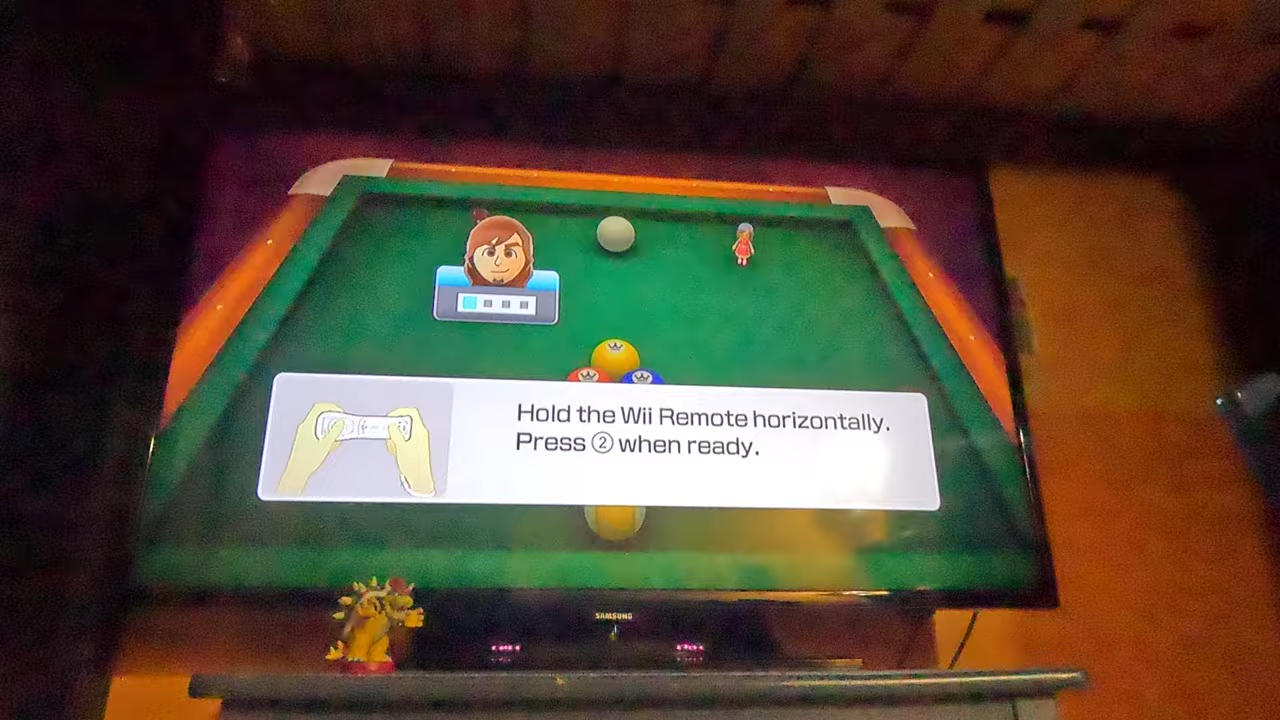 Hold the Wii Remote horizontally.
Press ② when ready.
SAMSUNG